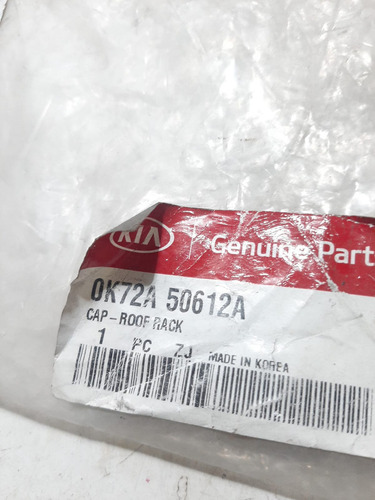 KIA Genuine Part
0K72A 50612A
CAP-ROOF RACK
1 PC ZJ MADE IN KOREA